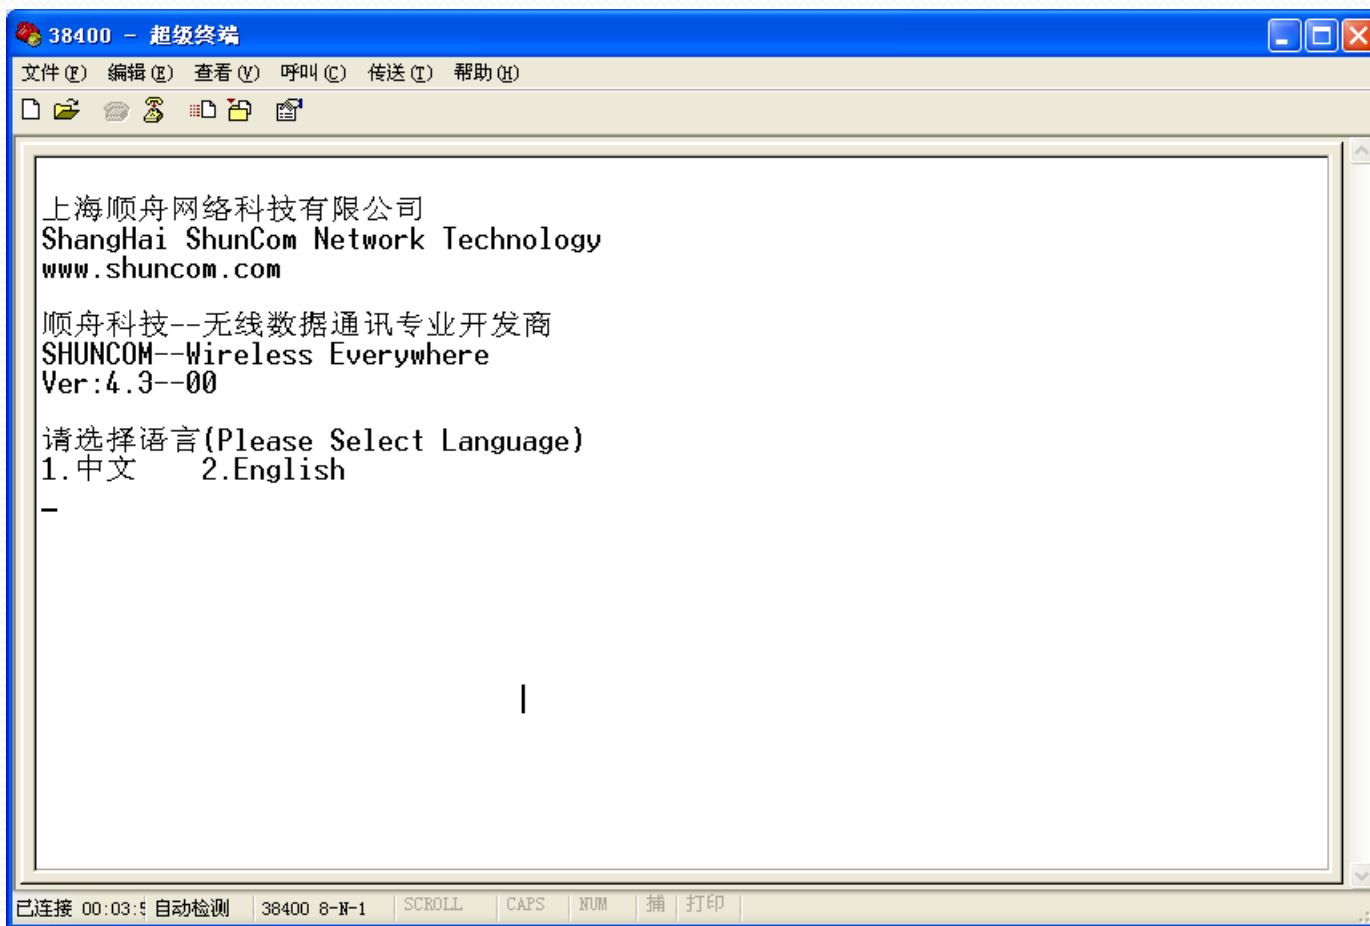 38400 - 超级终端
文件(F) 编辑(E) 查看(V) 呼叫(C) 传送(T) 帮助(H)
上海顺舟网络科技有限公司
ShangHai ShunCom Network Technology
www.shuncom.com
顺舟科技--无线数据通讯专业开发商
SHUNCOM--Wireless Everywhere
Ver:4.3--00
请选择语言(Please Select Language)
1.中文 2.English
已连接 00:03:5 自动检测 38400 8-N-1 SCROLL CAPS NUM 捕 打印